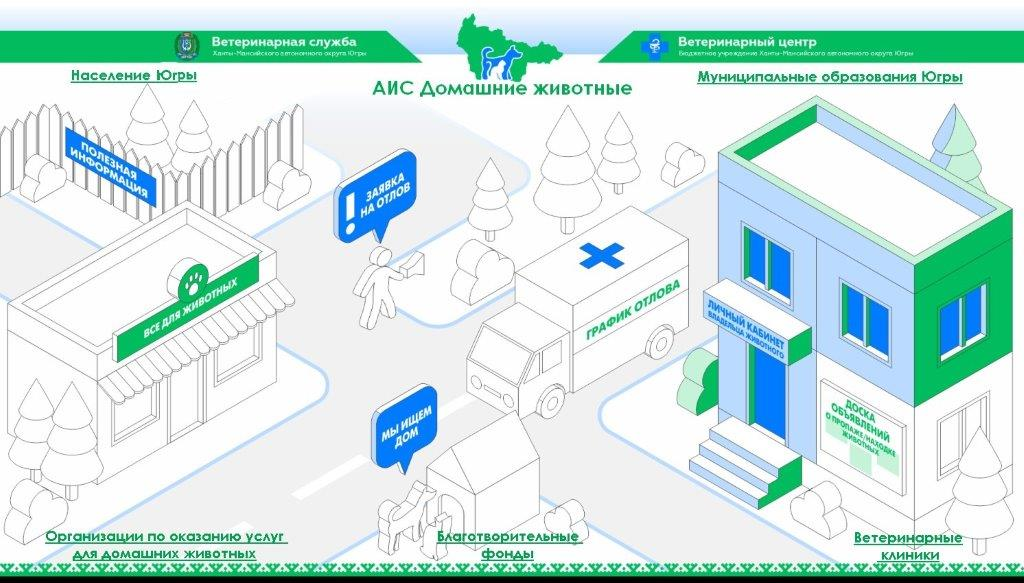 Ветеринарная служба
Ханты-Мансийского автономного округа Югры
Ветеринарный центр
Бюджетное учреждение Ханты-Мансийского автономного округа Югры
Население Югры
АИС Домашние животные
Муниципальные образования Югры
ПОЛЕЗНАЯ
ИНФОРМАЦИЯ
ЗАЯВКА
НА ОТЛОВ
ВСЕ ДЛЯ ЖИВОТНЫХ
ГРАФИК ОТЛОВА
ЛИЧНЫЙ КАБИНЕТ
ВЛАДЕЛЬЦА ЖИВОТНОГО
МЫ ИЩЕМ
ДОМ
ДОСКА
ОБЪЯВЛЕНИЙ
О ПРОПАЖЕ/НАХОДКЕ
ЖИВОТНЫХ
Организации по оказанию услуг
для домашних животных
Благотворительные
фонды
Ветеринарные
клиники